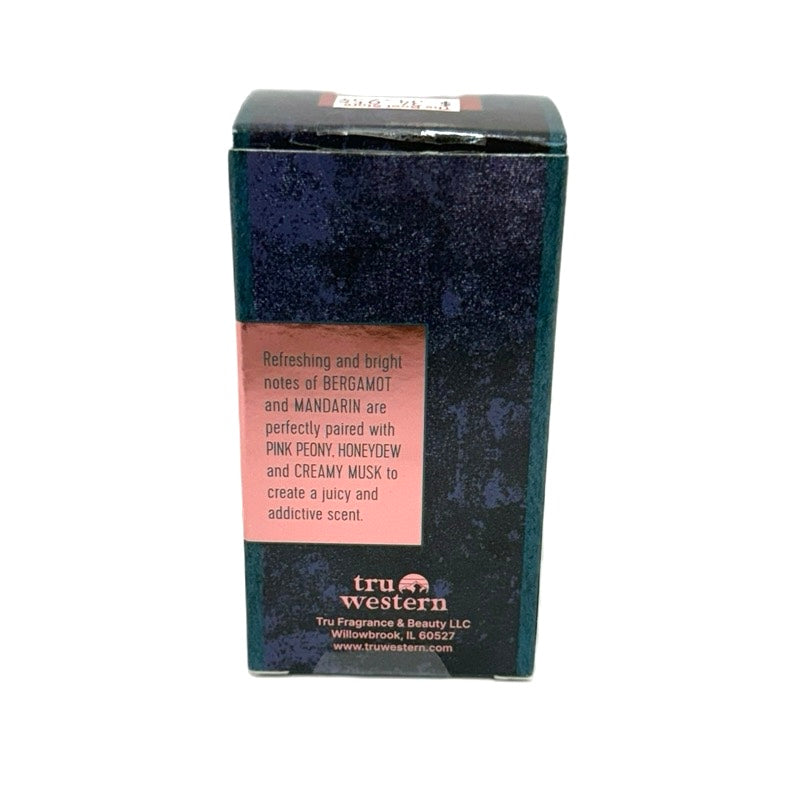 Refreshing and bright
notes of BERGAMOT
and MANDARIN are
perfectly paired with
PINK PEONY, HONEYDEW
and CREAMY MUSK to
create a juicy and
addictive scent.
tru
western
Tru Fragrance & Beauty LLC
Willowbrook, IL 60527
www.truwestern.com